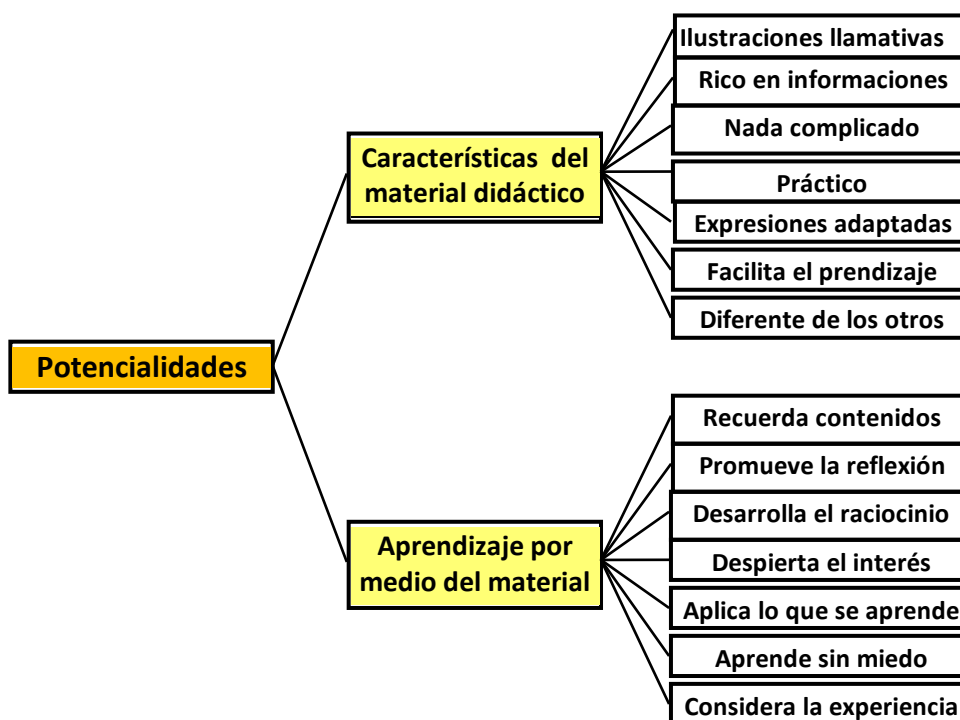 Ilustraciones llamativas
Rico en informaciones
Nada complicado
Práctico
Expresiones adaptadas
Facilita el prendizaje
Diferente de los otros
Características del
material didáctico
Potencialidades
Aprendizaje por
medio del material
Recuerda contenidos
Promueve la reflexión
Desarrolla el raciocinio
Despierta el interés
Aplica lo que se aprende
Aprende sin miedo
Considera la experiencia